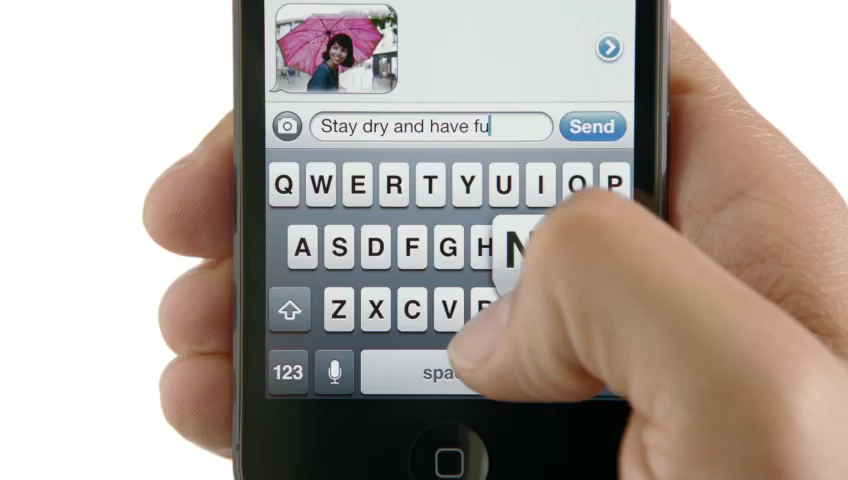 Stay dry and have fu
Send
Q W E R T Y U I O P
A S D F G H N
Z X C V
123 spa